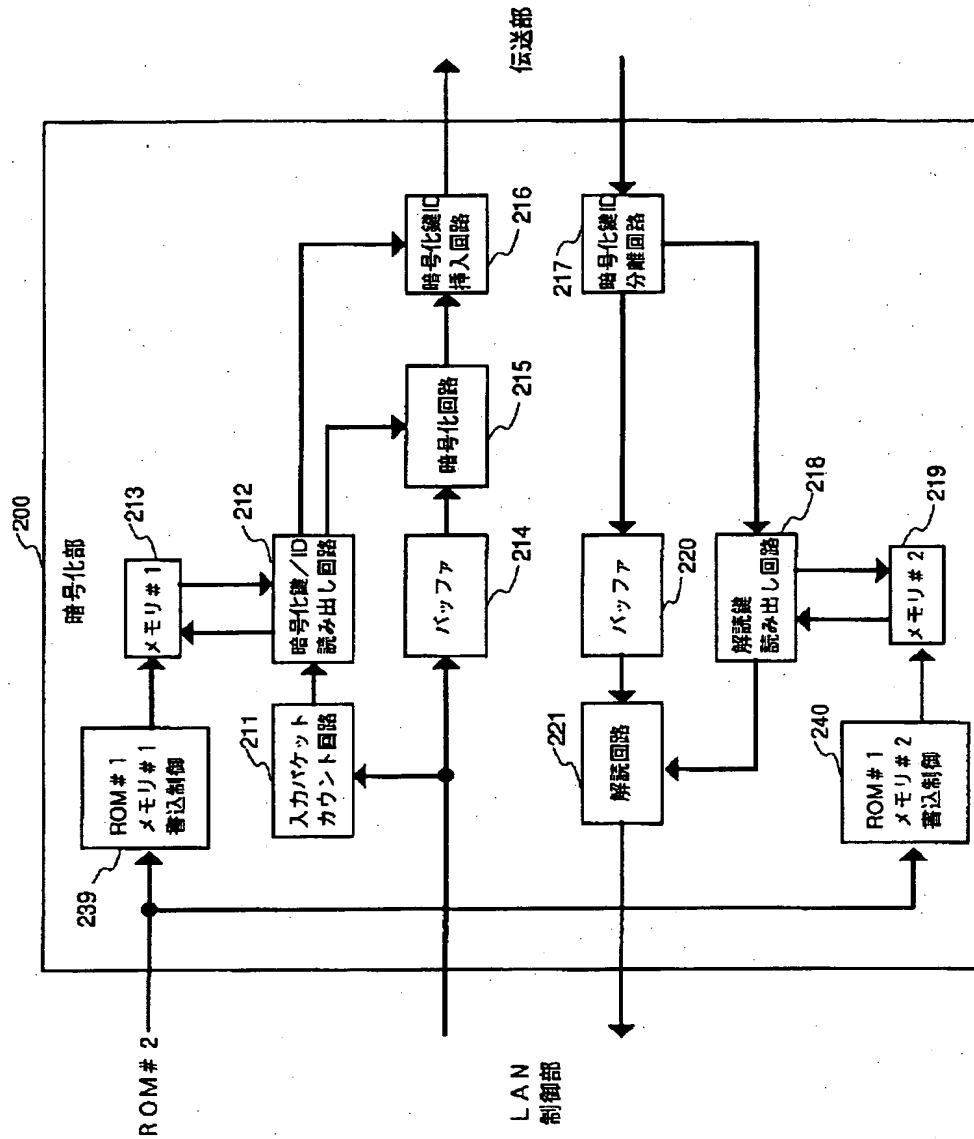 200
暗号化部
ROM#2
239
ROM#1
メモリ#1
書込制御
213
メモリ#1
211
入力パケット
カウント回路
212
暗号化鍵/ID
読み出し回路
214
バッファ
215
暗号化回路
216
暗号化鍵ID
挿入回路
伝送部
LAN
制御部
217
暗号化鍵ID
分離回路
220
バッファ
221
解読回路
218
解読鍵
読み出し回路
219
メモリ#2
240
ROM#1
メモリ#2
書込制御